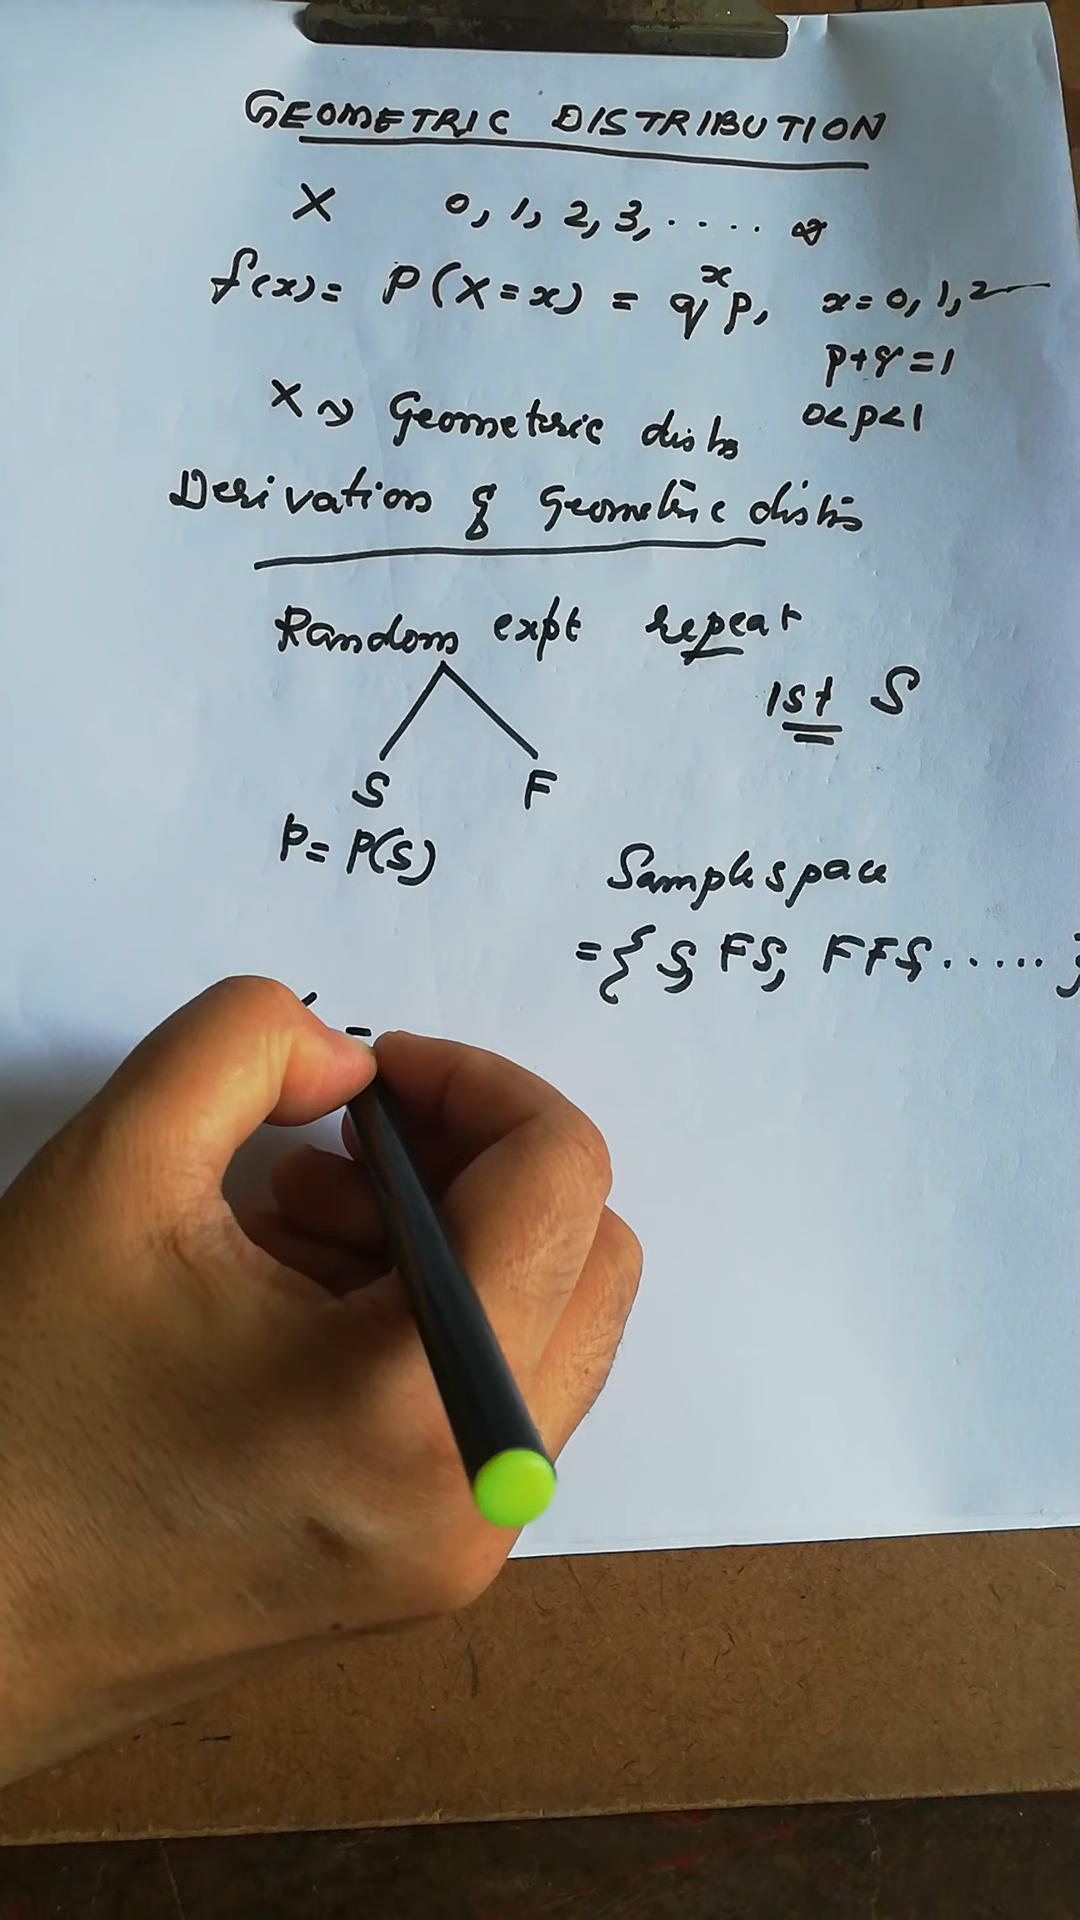 GEOMETRIC DISTRIBUTION
X 0, 1, 2, 3, ..... ∞
f(x) = P(X=x) = q^x p, x=0, 1, 2—
p+q=1
X ~ Geometric distn 0<p<1
Derivation of Geometric distn
Random expt repeat
1st S
S F
P= P(S)
Sample space
={ S, FS, FFS, ..... }
=